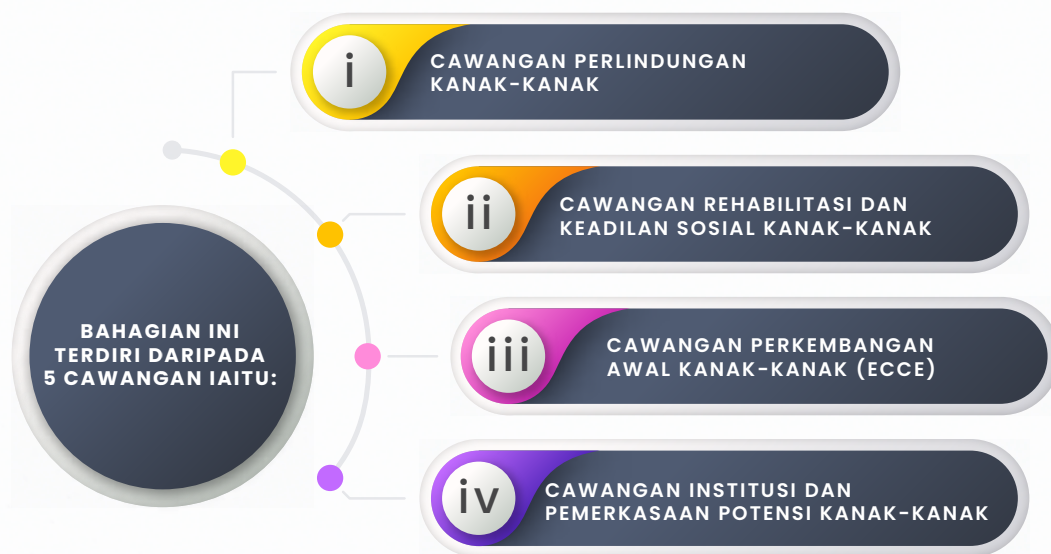 i
CAWANGAN PERLINDUNGAN
KANAK-KANAK
ii
CAWANGAN REHABILITASI DAN
KEADILAN SOSIAL KANAK-KANAK
BAHAGIAN INI
TERDIRI DARIPADA
5 CAWANGAN IAITU:
iii
CAWANGAN PERKEMBANGAN
AWAL KANAK-KANAK (ECCE)
iv
CAWANGAN INSTITUSI DAN
PEMERKASAAN POTENSI KANAK-KANAK